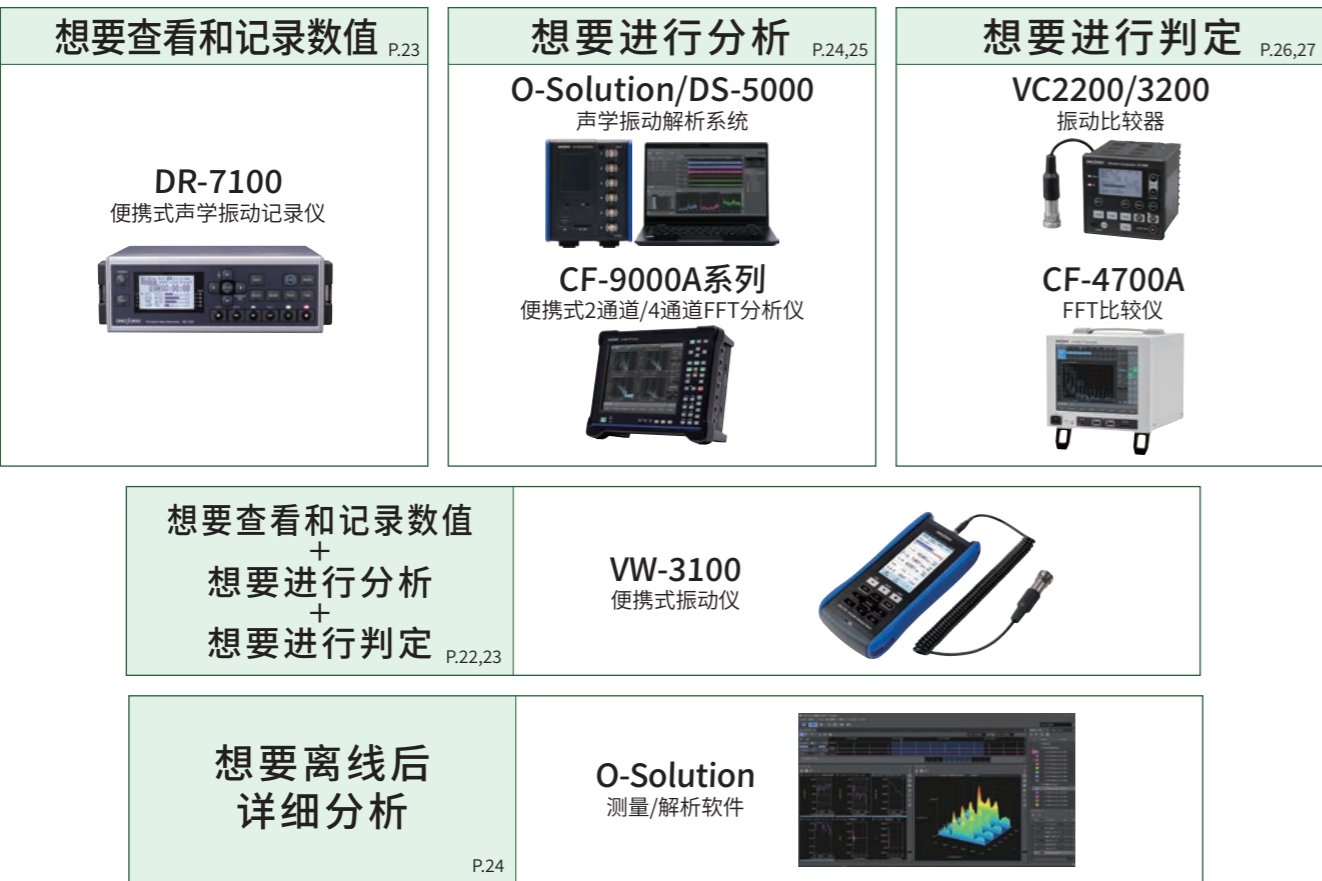 想要查看和记录数值 P.23
DR-7100
便携式声学振动记录仪
想要进行分析 P.24,25
O-Solution/DS-5000
声学振动解析系统
CF-9000A系列
便携式2通道/4通道FFT分析仪
想要进行判定 P.26,27
VC2200/3200
振动比较器
CF-4700A
FFT比较仪
想要查看和记录数值
+
想要进行分析
+
想要进行判定 P.22,23
VW-3100
便携式振动仪
想要离线后
详细分析
P.24
O-Solution
测量/解析软件